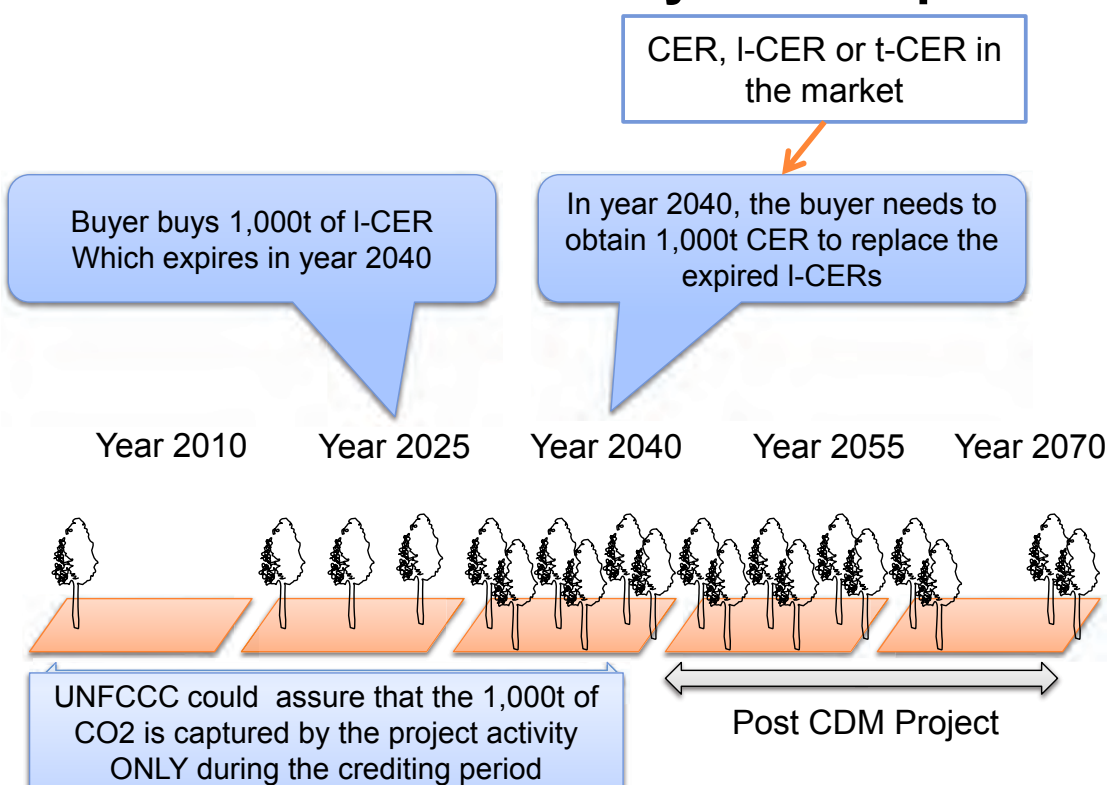 CER, l-CER or t-CER in
the market
Buyer buys 1,000t of l-CER
Which expires in year 2040
In year 2040, the buyer needs to
obtain 1,000t CER to replace the
expired l-CERs
Year 2010 Year 2025 Year 2040 Year 2055 Year 2070
UNFCCC could  assure that the 1,000t of
CO2 is captured by the project activity
ONLY during the crediting period
Post CDM Project